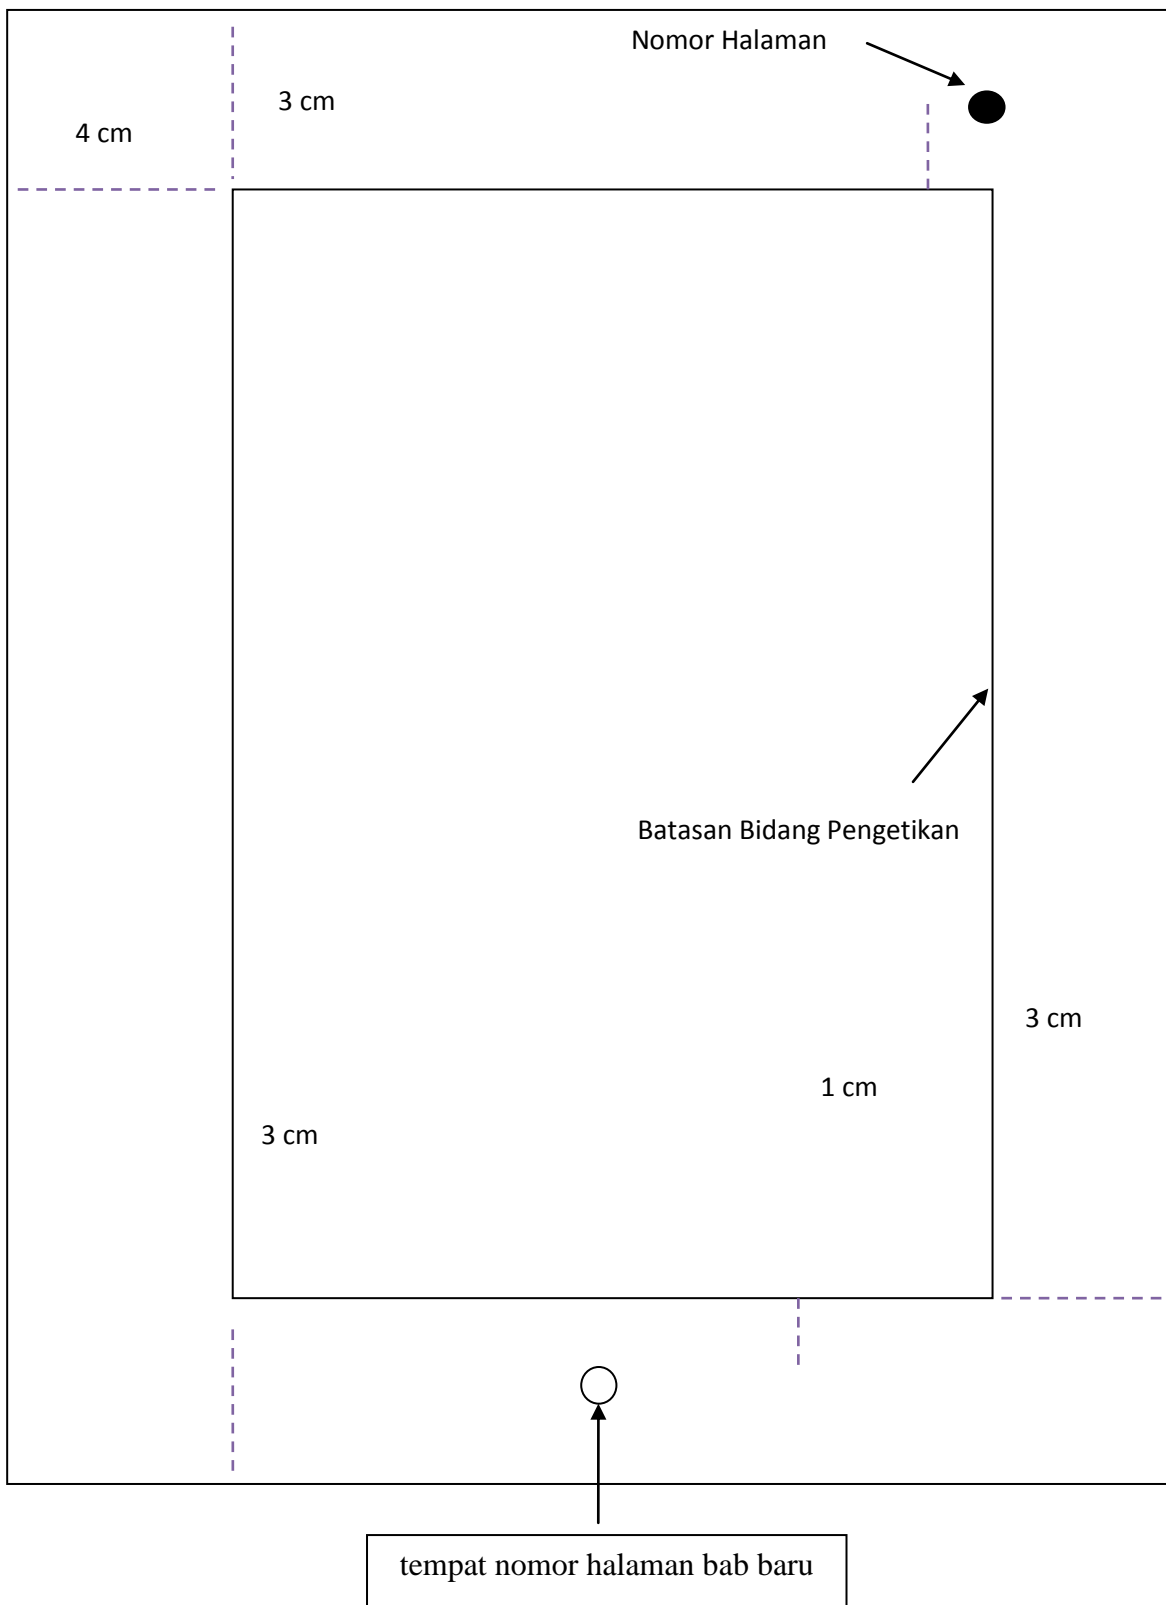 Nomor Halaman
3 cm
4 cm
Batasan Bidang Pengetikan
3 cm
1 cm
3 cm
tempat nomor halaman bab baru